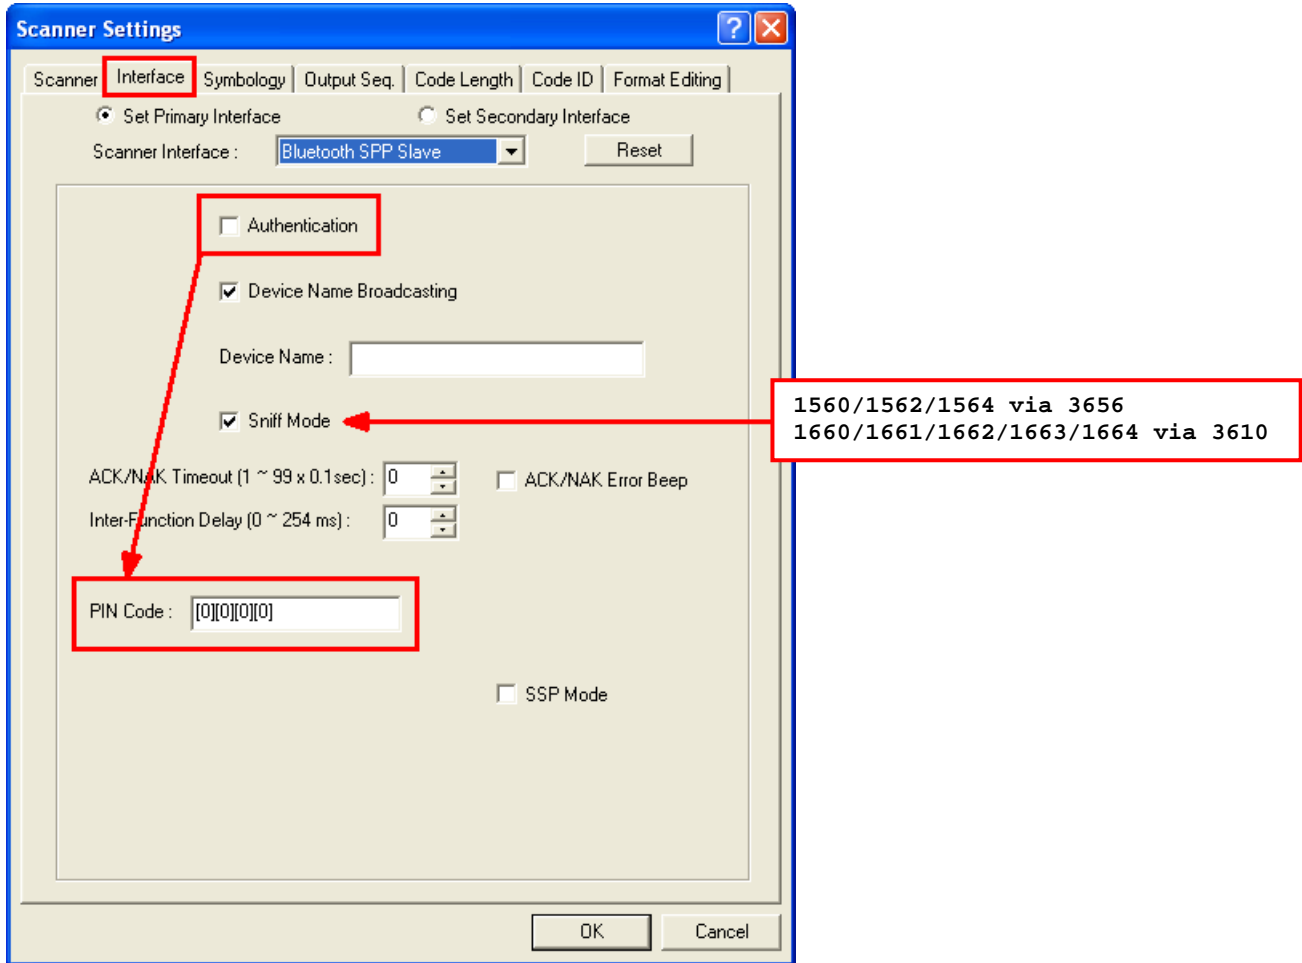 Scanner Settings
Scanner Interface Symbology Output Seq. Code Length Code ID Format Editing
Set Primary Interface Set Secondary Interface
Scanner Interface : Bluetooth SPP Slave Reset
Authentication
Device Name Broadcasting
Device Name :
Sniff Mode
1560/1562/1564 via 3656
1660/1661/1662/1663/1664 via 3610
ACK/NAK Timeout (1 ~ 99 x 0.1sec) : 0 ACK/NAK Error Beep
Inter-Function Delay (0 ~ 254 ms) : 0
PIN Code : [0][0][0][0]
SSP Mode
OK Cancel